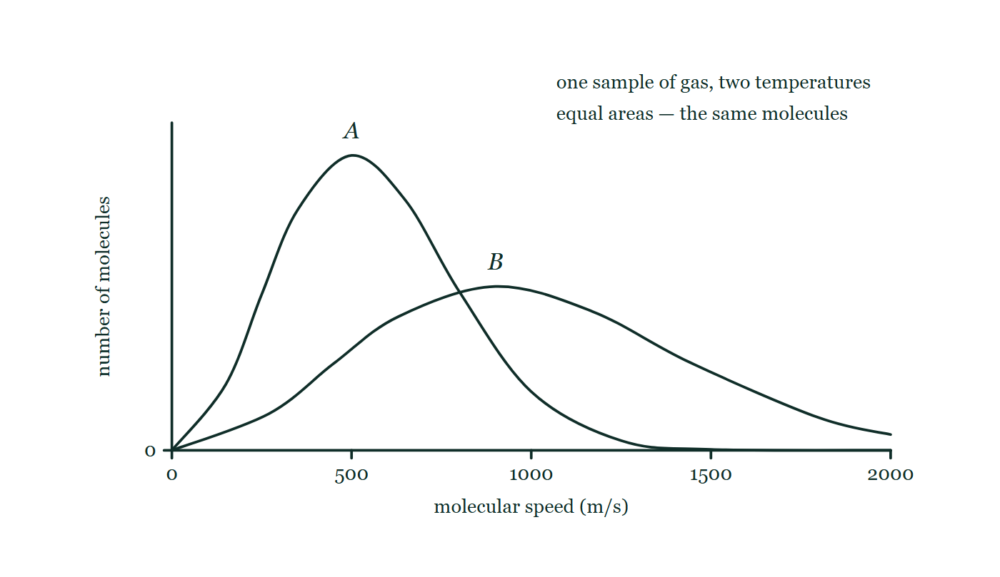 one sample of gas, two temperatures
equal areas — the same molecules
A
B
number of molecules
0
0 500 1000 1500 2000
molecular speed (m/s)